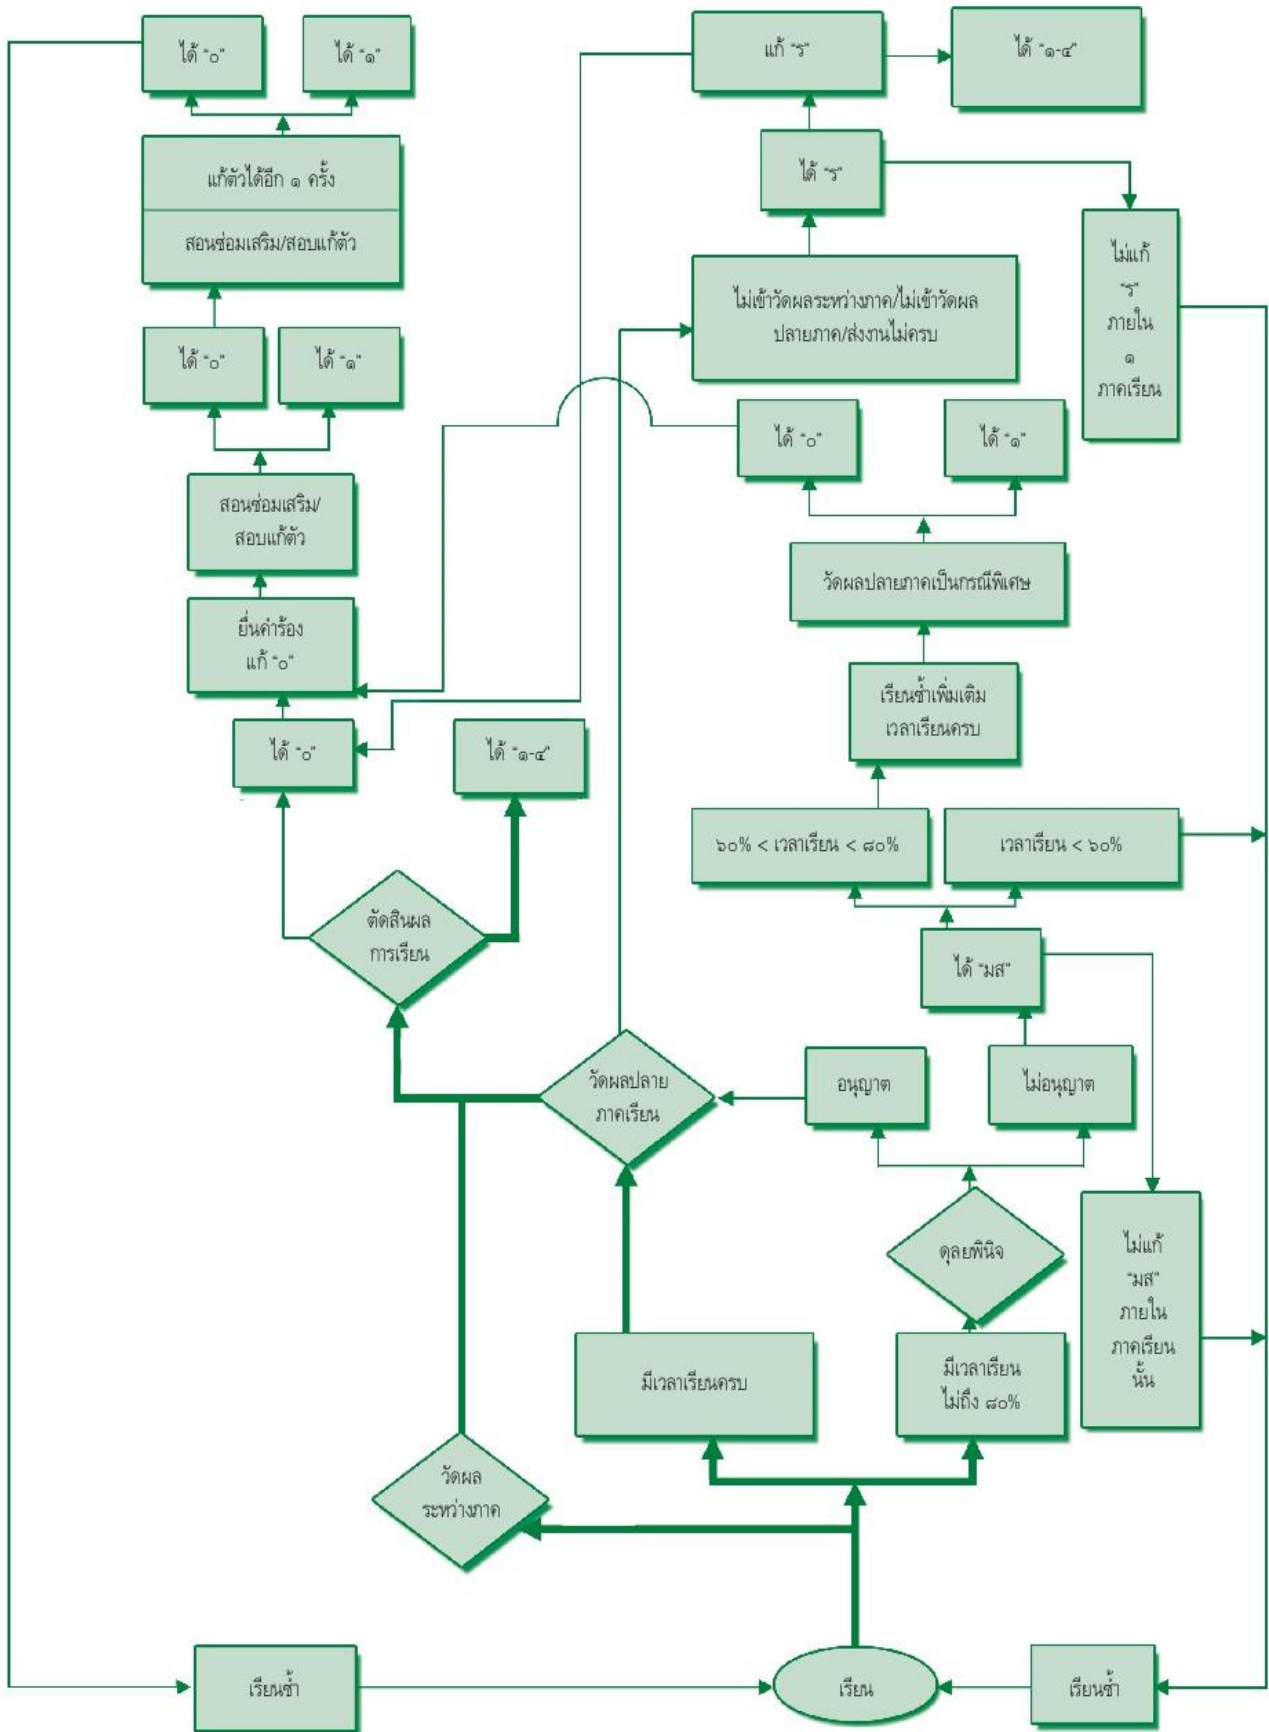 ได้ “๐”
ได้ “๑”
แก้ “ร”
ได้ “๑-๔”
แก้ตัวได้อีก ๑ ครั้ง
สอนซ่อมเสริม/สอบแก้ตัว
ได้ “ร”
ไม่แก้
“ร”
ภายใน
๑
ภาคเรียน
ไม่เข้าวัดผลระหว่างภาค/ไม่เข้าวัดผล
ปลายภาค/ส่งงานไม่ครบ
ได้ “๐”
ได้ “๑”
ได้ “๐”
ได้ “๑”
สอนซ่อมเสริม/
สอบแก้ตัว
วัดผลปลายภาคเป็นกรณีพิเศษ
ยื่นคำร้อง
แก้ “๐”
เรียนซ้ำเพิ่มเติม
เวลาเรียนครบ
ได้ “๐”
ได้ “๑-๔”
๖๐% < เวลาเรียน < ๘๐%
เวลาเรียน < ๖๐%
ตัดสินผล
การเรียน
ได้ “มส”
วัดผลปลาย
ภาคเรียน
อนุญาต
ไม่อนุญาต
ดุลยพินิจ
ไม่แก้
“มส”
ภายใน
ภาคเรียน
นั้น
มีเวลาเรียนครบ
มีเวลาเรียน
ไม่ถึง ๘๐%
วัดผล
ระหว่างภาค
เรียนซ้ำ
เรียน
เรียนซ้ำ